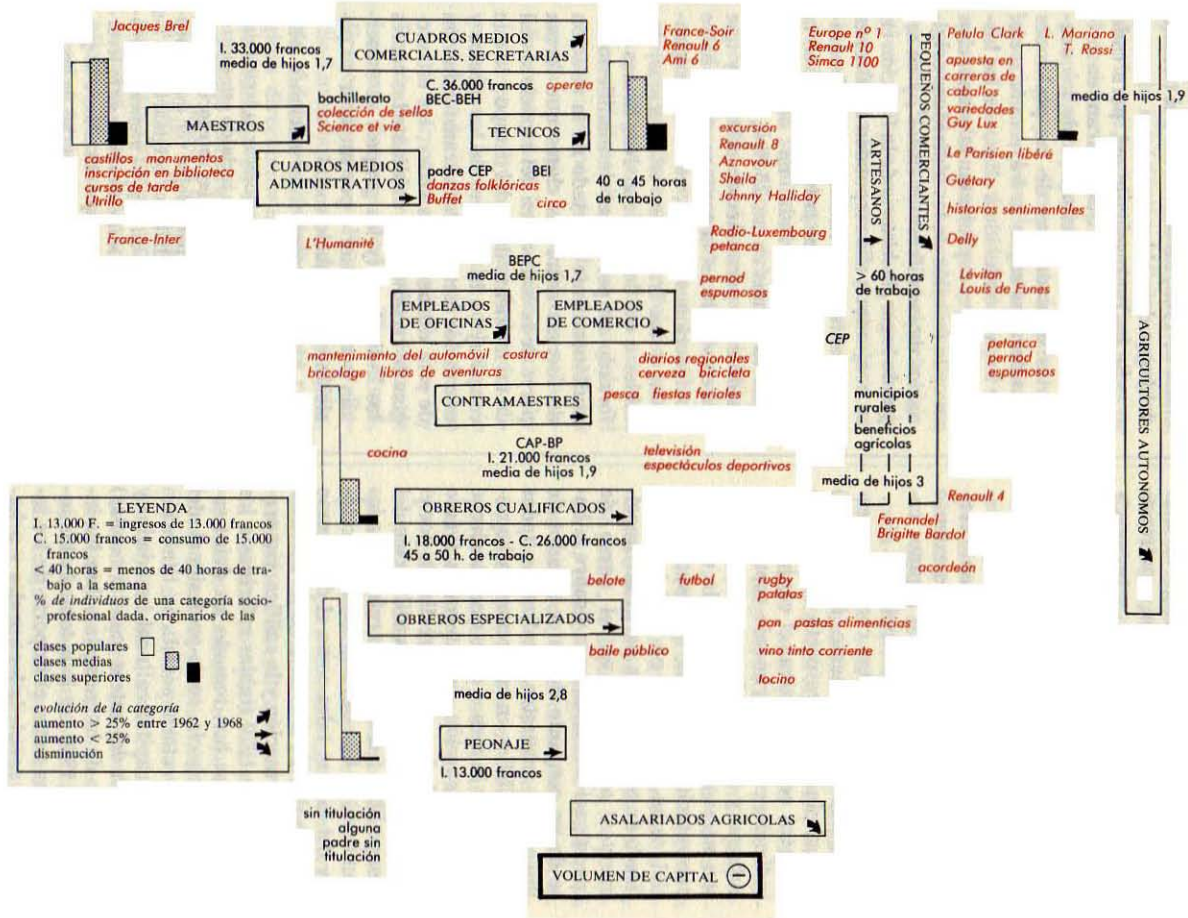 Jacques Brel
I. 33.000 francos
media de hijos 1,7
CUADROS MEDIOS
COMERCIALES, SECRETARIAS
France-Soir
Renault 6
Ami 6
Europe nº 1
Renault 10
Simca 1100
PEQUEÑOS COMERCIANTES
Petula Clark
L. Mariano
T. Rossi
apuesta en
carreras de
caballos
variedades
Guy Lux
media de hijos 1,9
C. 36.000 francos
BEC-BEH
opereta
MAESTROS
bachillerato
colección de sellos
Science et vie
TECNICOS
castillos monumentos
inscripción en biblioteca
cursos de tarde
Utrillo
CUADROS MEDIOS
ADMINISTRATIVOS
padre CEP
BEI
danzas folklóricas
Buffet
circo
40 a 45 horas
de trabajo
excursión
Renault 8
Aznavour
Sheila
Johnny Halliday
ARTESANOS
Le Parisien libéré
Guétary
historias sentimentales
Delly
France-Inter
L'Humanité
Radio-Luxembourg
petanca
pernod
espumosos
> 60 horas
de trabajo
Lévitan
Louis de Funes
BEPC
media de hijos 1,7
EMPLEADOS
DE OFICINAS
EMPLEADOS
DE COMERCIO
CEP
petanca
pernod
espumosos
AGRICULTORES AUTONOMOS
mantenimiento del automóvil costura
bricolage libros de aventuras
diarios regionales
cerveza bicicleta
CONTRAMAESTRES
pesca fiestas feriales
municipios
rurales
beneficios
agrícolas
cocina
CAP-BP
I. 21.000 francos
media de hijos 1,9
televisión
espectáculos deportivos
media de hijos 3
Renault 4
OBREROS CUALIFICADOS
Fernandel
Brigitte Bardol
I. 18.000 francos - C. 26.000 francos
45 a 50 h. de trabajo
acordeón
LEYENDA
I. 13.000 F. = ingresos de 13.000 francos
C. 15.000 francos = consumo de 15.000
francos
< 40 horas = menos de 40 horas de tra-
bajo a la semana
% de individuos de una categoría socio-
profesional dada, originarios de las
clases populares
clases medias
clases superiores
evolución de la categoría
aumento > 25% entre 1962 y 1968
aumento < 25%
disminución
belote
futbol
rugby
patatas
OBREROS ESPECIALIZADOS
pan pastas alimenticias
baile público
vino tinto corriente
tocino
media de hijos 2,8
PEONAJE
I. 13.000 francos
sin titulación
alguna
padre sin
titulación
ASALARIADOS AGRICOLAS
VOLUMEN DE CAPITAL −